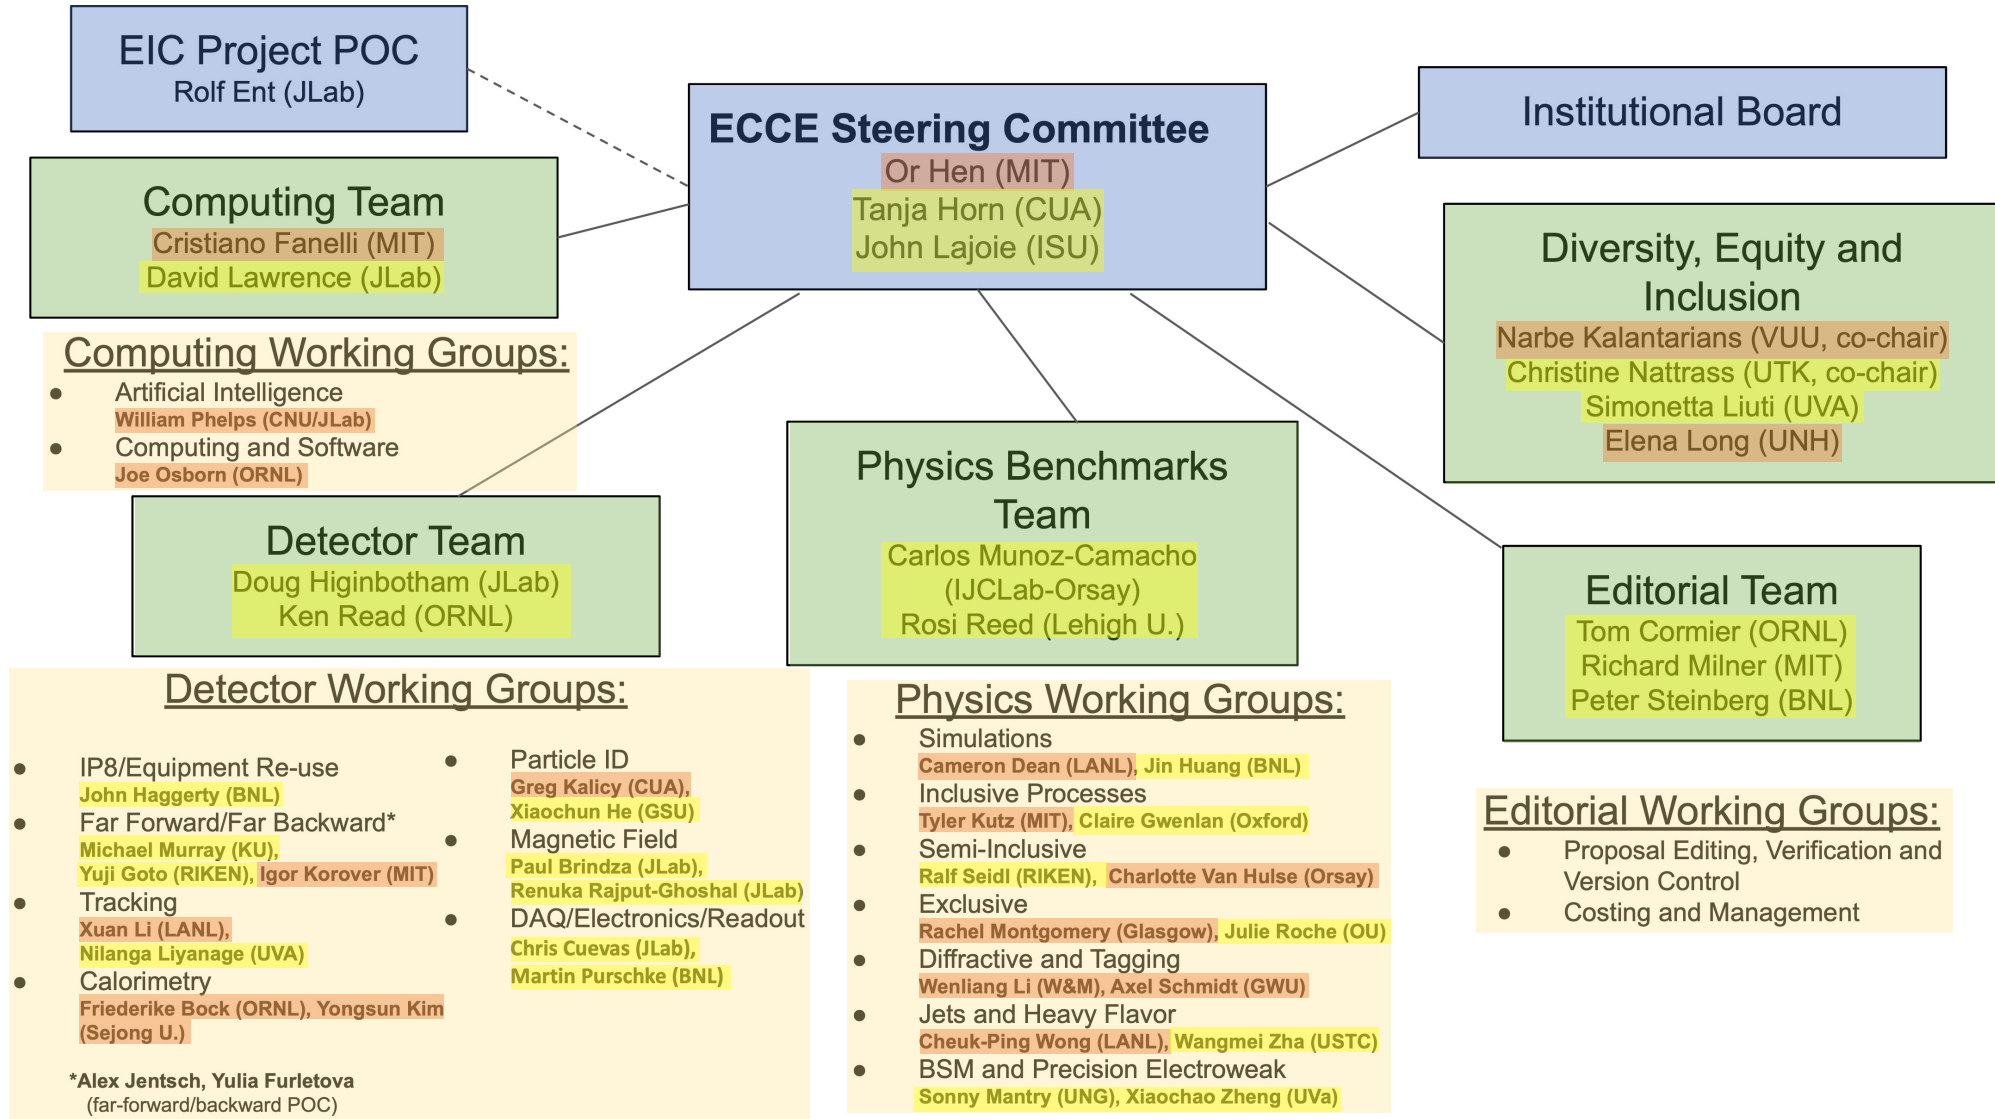 EIC Project POC
Rolf Ent (JLab)
ECCE Steering Committee
Or Hen (MIT)
Tanja Horn (CUA)
John Lajoie (ISU)
Institutional Board
Computing Team
Cristiano Fanelli (MIT)
David Lawrence (JLab)
Diversity, Equity and
Inclusion
Narbe Kalantarians (VUU, co-chair)
Christine Nattrass (UTK, co-chair)
Simonetta Liuti (UVA)
Elena Long (UNH)
Computing Working Groups:
● Artificial Intelligence
William Phelps (CNU/JLab)
● Computing and Software
Joe Osborn (ORNL)
Detector Team
Doug Higinbotham (JLab)
Ken Read (ORNL)
Physics Benchmarks
Team
Carlos Munoz-Camacho
(IJCLab-Orsay)
Rosi Reed (Lehigh U.)
Editorial Team
Tom Cormier (ORNL)
Richard Milner (MIT)
Peter Steinberg (BNL)
Detector Working Groups:
● IP8/Equipment Re-use
John Haggerty (BNL)
● Far Forward/Far Backward*
Michael Murray (KU),
Yuji Goto (RIKEN), Igor Korover (MIT)
● Tracking
Xuan Li (LANL),
Nilanga Liyanage (UVA)
● Calorimetry
Friederike Bock (ORNL), Yongsun Kim
(Sejong U.)
*Alex Jentsch, Yulia Furletova
(far-forward/backward POC)
● Particle ID
Greg Kalicy (CUA),
Xiaochun He (GSU)
● Magnetic Field
Paul Brindza (JLab),
Renuka Rajput-Ghoshal (JLab)
● DAQ/Electronics/Readout
Chris Cuevas (JLab),
Martin Purschke (BNL)
Physics Working Groups:
● Simulations
Cameron Dean (LANL), Jin Huang (BNL)
● Inclusive Processes
Tyler Kutz (MIT), Claire Gwenlan (Oxford)
● Semi-Inclusive
Ralf Seidl (RIKEN), Charlotte Van Hulse (Orsay)
● Exclusive
Rachel Montgomery (Glasgow), Julie Roche (OU)
● Diffractive and Tagging
Wenliang Li (W&M), Axel Schmidt (GWU)
● Jets and Heavy Flavor
Cheuk-Ping Wong (LANL), Wangmei Zha (USTC)
● BSM and Precision Electroweak
Sonny Mantry (UNG), Xiaochao Zheng (UVa)
Editorial Working Groups:
● Proposal Editing, Verification and
Version Control
● Costing and Management